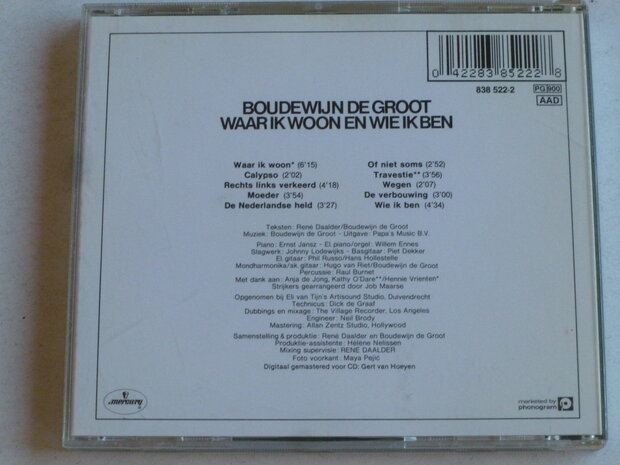 0 42283 85222 8
838 522-2
PG 900
AAD
BOUDEWIJN DE GROOT
WAAR IK WOON EN WIE IK BEN
Waar ik woon* (6'15)
Calypso (2'02)
Rechts links verkeerd (4'18)
Moeder (3'54)
De Nederlandse held (3'27)
Of niet soms (2'52)
Travestie** (3'56)
Wegen (2'07)
De verbouwing (3'00)
Wie ik ben (4'34)
Teksten: René Daalder/Boudewijn de Groot
Muziek: Boudewijn de Groot - Uitgave: Papa's Music B.V.
Piano: Ernst Jansz - El.piano/orgel: Willem Ennes
Slagwerk: Johnny Lodewijks - Basgitaar: Piet Dekker
El.gitaar: Phil Russo/Hans Hollestelle
Mondharmonika/ak.gitaar: Hugo van Riet/Boudewijn de Groot
Percussie: Raul Burnet
Met dank aan: Anja de Jong, Kathy O'Dare**/Hennie Vrienten*
Strijkers gearrangeerd door Job Maarse
Opgenomen bij Eli van Tijn's Artisound Studio, Duivendrecht
Technicus: Dick de Graaf
Dubbings en mixage: The Village Recorder, Los Angeles
Engineer: Neil Brody
Mastering: Allan Zentz Studio, Hollywood
Samenstelling & produktie: René Daalder en Boudewijn de Groot
Produktie-assistente: Hélène Nelissen
Mixing supervisie: RENE DAALDER
Foto voorkant: Maya Pejić
Digitaal gemasterd voor CD: Gert van Hoeyen
mercury
marketed by
phonogram